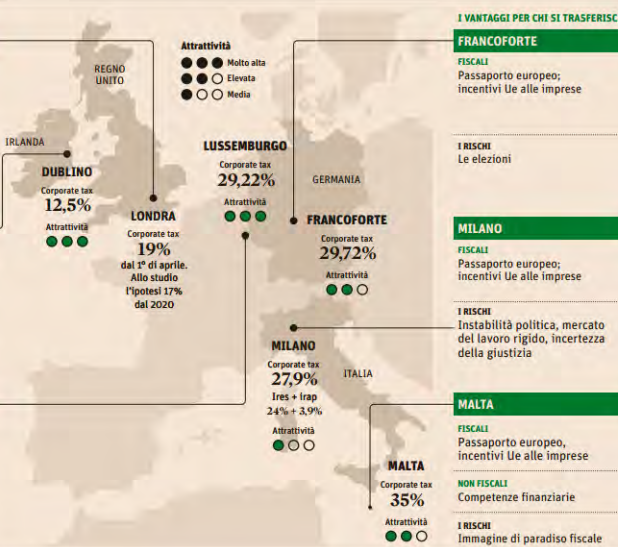 I VANTAGGI PER CHI SI TRASFERISC
Attrattività
Molto alta
Elevata
Media
REGNO
UNITO
IRLANDA
DUBLINO
Corporate tax
12,5%
Attrattività
LONDRA
Corporate tax
19%
dal 1° di aprile.
Allo studio
l'ipotesi 17%
dal 2020
LUSSEMBURGO
Corporate tax
29,22%
Attrattività
GERMANIA
FRANCOFORTE
Corporate tax
29,72%
Attrattività
MILANO
Corporate tax
27,9%
Ires + Irap
24% + 3,9%
Attrattività
ITALIA
MALTA
Corporate tax
35%
Attrattività
FRANCOFORTE
FISCALI
Passaporto europeo;
incentivi Ue alle imprese
I RISCHI
Le elezioni
MILANO
FISCALI
Passaporto europeo;
incentivi Ue alle imprese
I RISCHI
Instabilità politica, mercato
del lavoro rigido, incertezza
della giustizia
MALTA
FISCALI
Passaporto europeo,
incentivi Ue alle imprese
NON FISCALI
Competenze finanziarie
I RISCHI
Immagine di paradiso fiscale